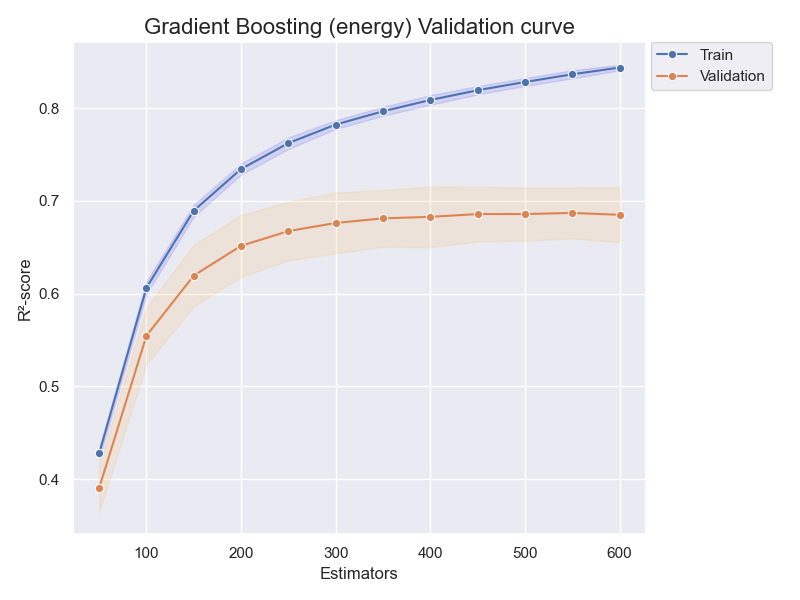 Gradient Boosting (energy) Validation curve
Train
Validation
0.8
0.7
0.6
0.5
0.4
R²-score
100 200 300 400 500 600
Estimators